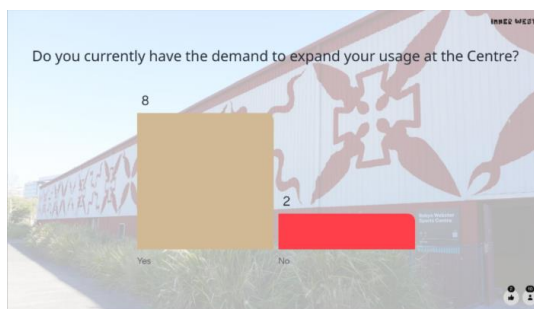 INNER WEST
Do you currently have the demand to expand your usage at the Centre?
8
2
Yes
No